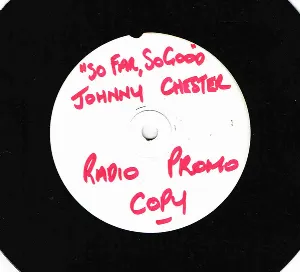 "SO FAR, SO GOOD"
JOHNNY CHESTER
RADIO PROMO
COPY